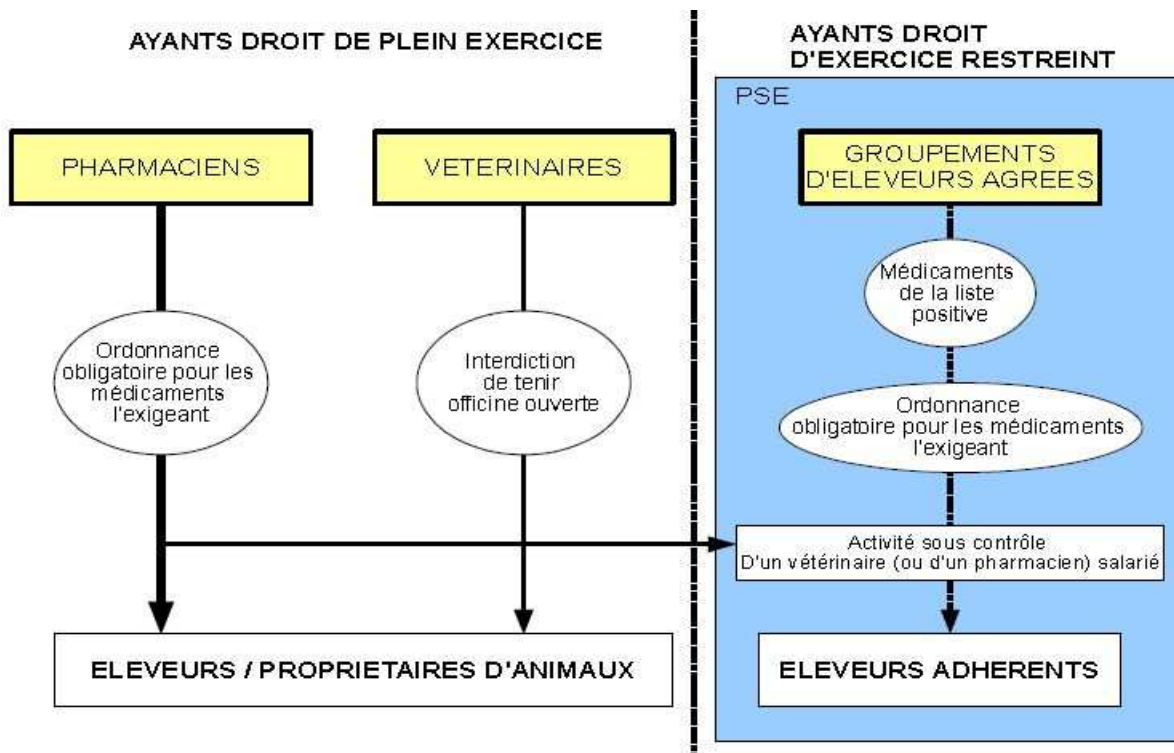 AYANTS DROIT DE PLEIN EXERCICE
AYANTS DROIT
D'EXERCICE RESTREINT
PSE
PHARMACIENS
VETERINAIRES
GROUPEMENTS
D'ELEVEURS AGREES
Médicaments
de la liste
positive
Ordonnance
obligatoire pour les
médicaments
l'exigeant
Interdiction
de tenir
officine ouverte
Ordonnance
obligatoire pour les médicaments
l'exigeant
Activité sous contrôle
D'un vétérinaire (ou d'un pharmacien) salarié
ELEVEURS / PROPRIETAIRES D'ANIMAUX
ELEVEURS ADHERENTS